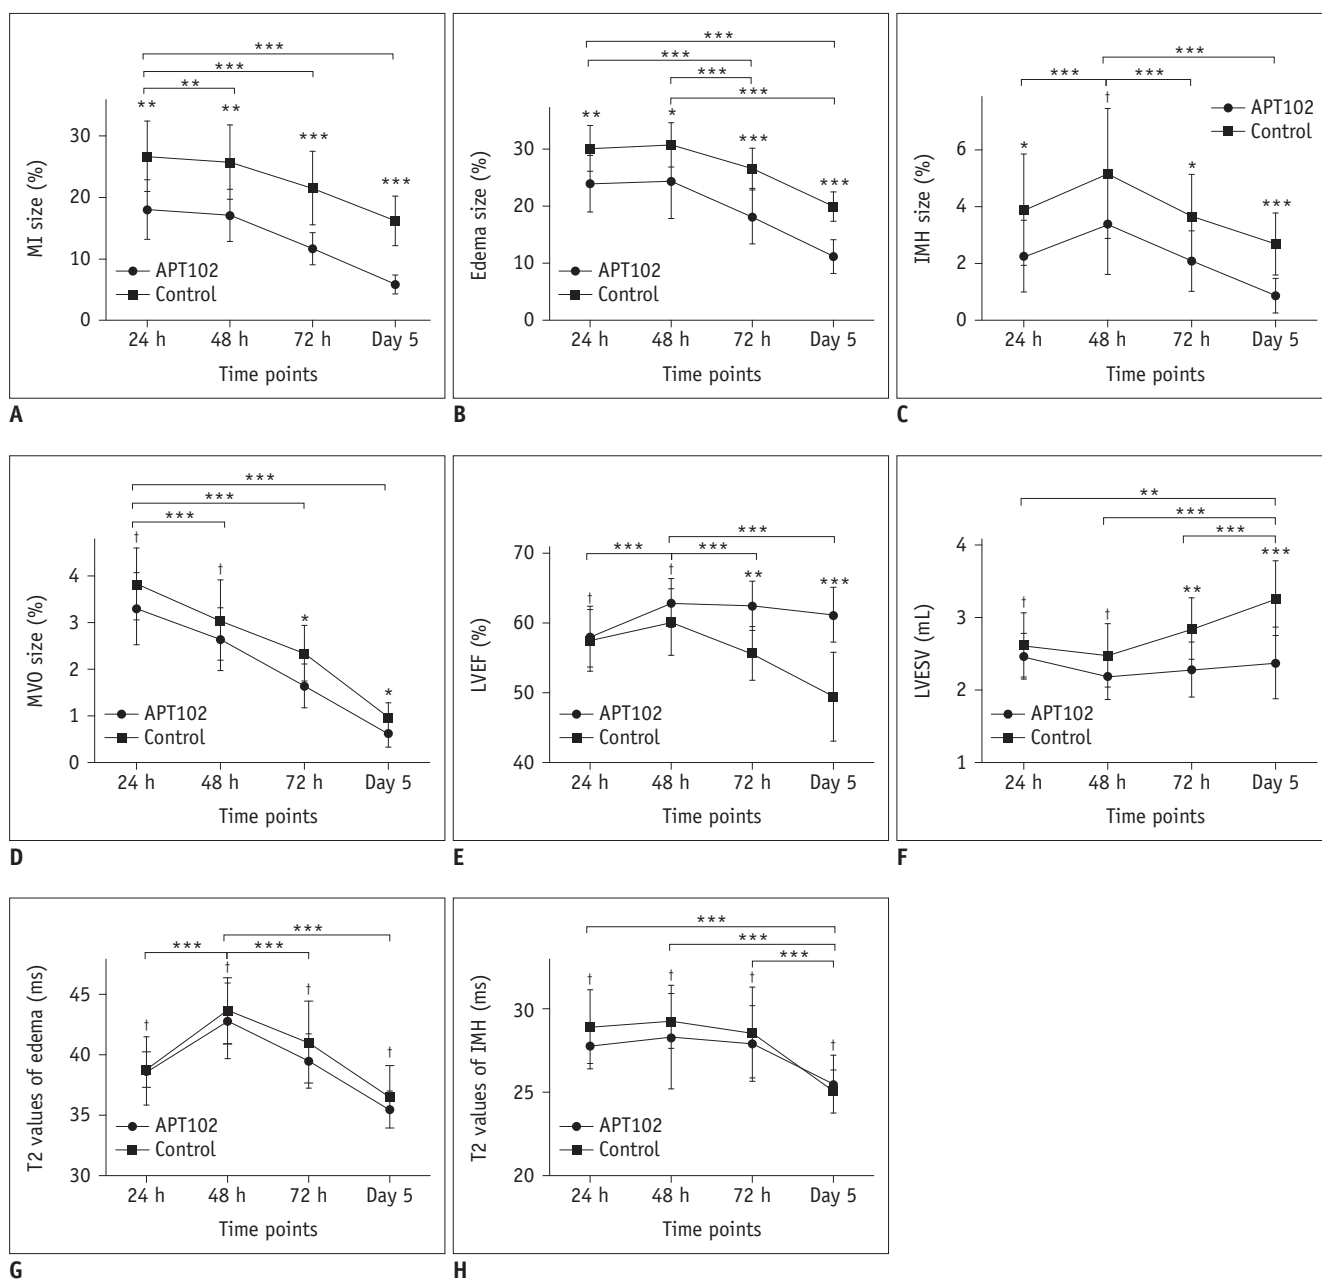 ***
***
**
** ** *** ***
MI size (%)
30
20
10
0
APT102
Control
24 h 48 h 72 h Day 5
Time points
A
***
***
***
***
** * *** ***
Edema size (%)
30
20
10
0
APT102
Control
24 h 48 h 72 h Day 5
Time points
B
***
*** ***
* † * ***
APT102
Control
IMH size (%)
6
4
2
0
24 h 48 h 72 h Day 5
Time points
C
***
***
***
† † * *
MVO size (%)
4
3
2
1
0
APT102
Control
24 h 48 h 72 h Day 5
Time points
D
***
*** ***
† † ** ***
LVEF (%)
70
60
50
40
APT102
Control
24 h 48 h 72 h Day 5
Time points
E
**
***
***
† † ** ***
LVESV (mL)
4
3
2
1
APT102
Control
24 h 48 h 72 h Day 5
Time points
F
***
*** ***
† † † †
T2 values of edema (ms)
45
40
35
30
APT102
Control
24 h 48 h 72 h Day 5
Time points
G
***
***
***
† † † †
T2 values of IMH (ms)
30
25
20
APT102
Control
24 h 48 h 72 h Day 5
Time points
H